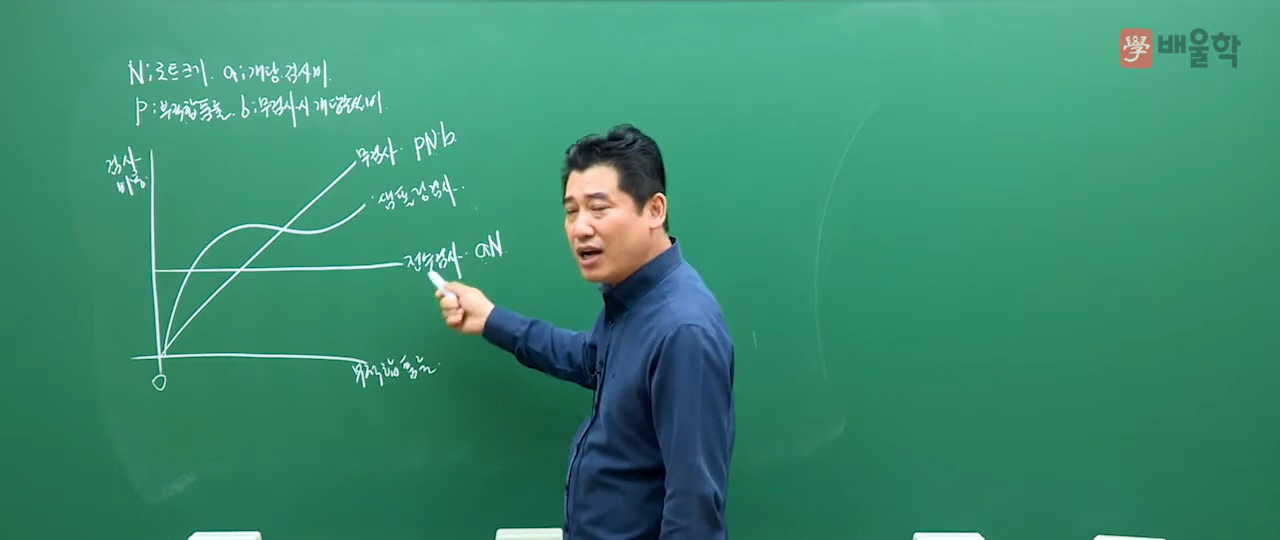 學 배울학
N : 로트크기. a : 개당 검사비.
P : 부적합품률. b : 무검사시 개당손실비.
검사
비용
무검사. PNb.
샘플링검사.
전수검사. aN.
부적합품률.
O